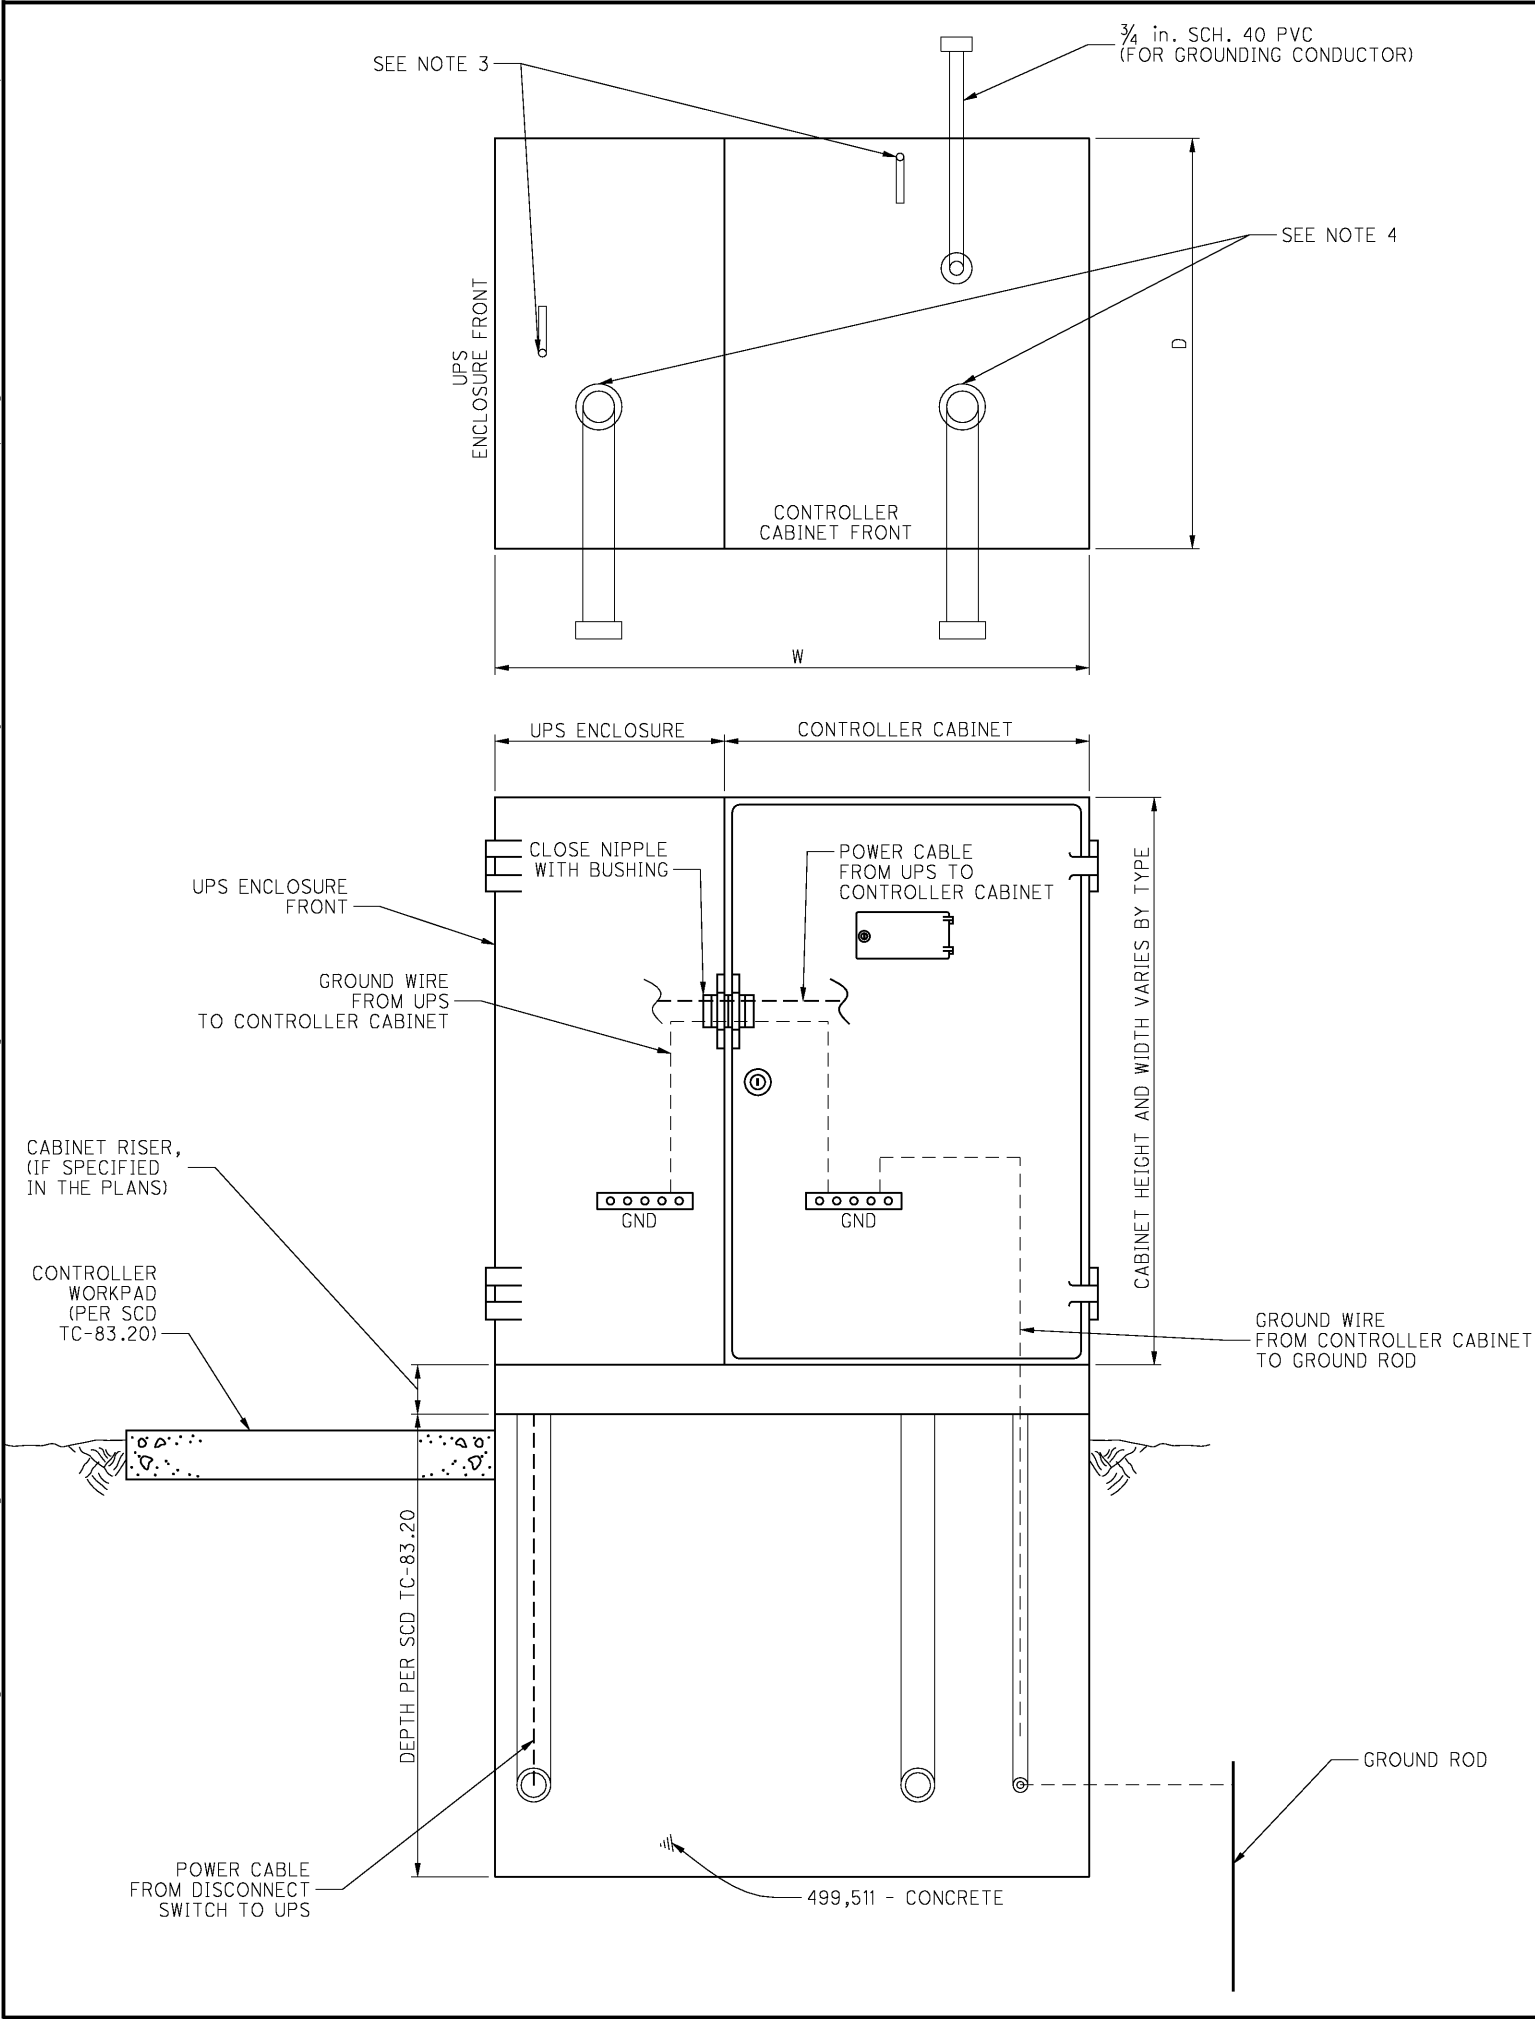 ¾ in. SCH. 40 PVC
(FOR GROUNDING CONDUCTOR)
SEE NOTE 3
SEE NOTE 4
UPS
ENCLOSURE FRONT
D
CONTROLLER
CABINET FRONT
W
UPS ENCLOSURE
CONTROLLER CABINET
CLOSE NIPPLE
WITH BUSHING
POWER CABLE
FROM UPS TO
CONTROLLER CABINET
UPS ENCLOSURE
FRONT
GROUND WIRE
FROM UPS
TO CONTROLLER CABINET
CABINET HEIGHT AND WIDTH VARIES BY TYPE
CABINET RISER,
(IF SPECIFIED
IN THE PLANS)
GND
GND
CONTROLLER
WORKPAD
(PER SCD
TC-83.20)
GROUND WIRE
FROM CONTROLLER CABINET
TO GROUND ROD
DEPTH PER SCD TC-83.20
GROUND ROD
POWER CABLE
FROM DISCONNECT
SWITCH TO UPS
499,511 - CONCRETE